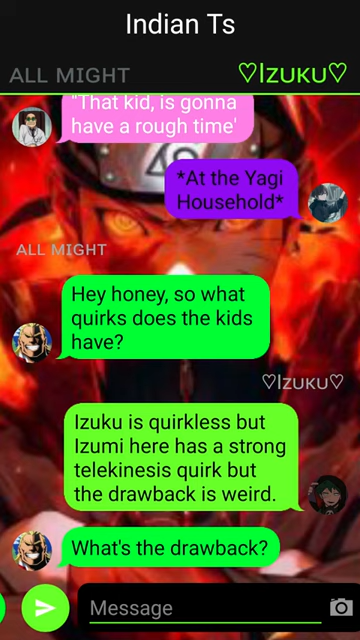 Indian Ts
ALL MIGHT
♡Izuku♡
"That kid, is gonna
have a rough time'
*At the Yagi
Household*
ALL MIGHT
Hey honey, so what
quirks does the kids
have?
♡Izuku♡
Izuku is quirkless but
Izumi here has a strong
telekinesis quirk but
the drawback is weird.
What's the drawback?
Message